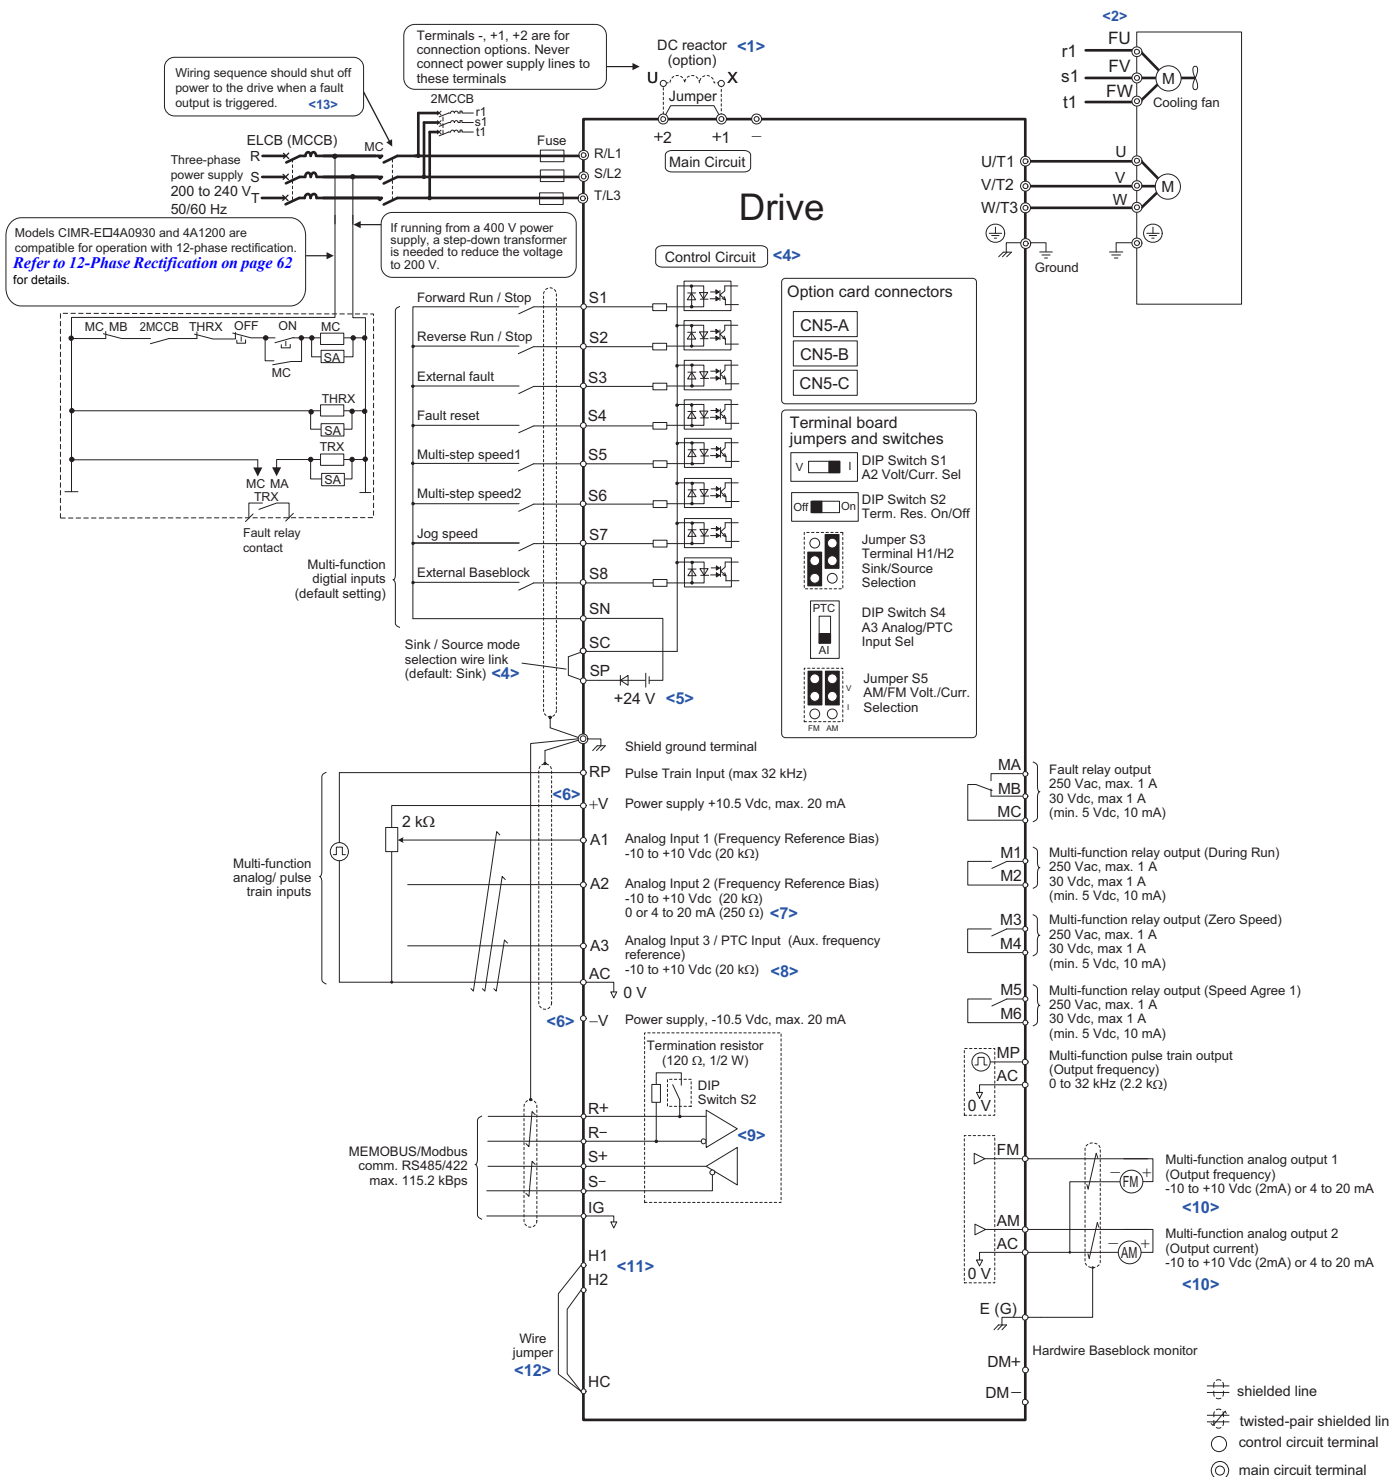 <2>
Terminals -, +1, +2 are for
connection options. Never
connect power supply lines to
these terminals
DC reactor <1>
(option)
U X
Jumper
+2 +1 −
Main Circuit
r1 FU
s1 FV
t1 FW
M
Cooling fan
Wiring sequence should shut off
power to the drive when a fault
output is triggered. <13>
2MCCB
r1
s1
t1
ELCB (MCCB)
MC
Fuse
Three-phase
power supply
200 to 240 V
50/60 Hz
R
S
T
R/L1
S/L2
T/L3
Drive
U/T1 U
V/T2 V
W/T3 W
M
Ground
Models CIMR-E□4A0930 and 4A1200 are
compatible for operation with 12-phase rectification.
Refer to 12-Phase Rectification on page 62
for details.
If running from a 400 V power
supply, a step-down transformer
is needed to reduce the voltage
to 200 V.
Control Circuit <4>
MC MB 2MCCB THRX OFF ON MC
SA
MC
THRX
SA
TRX
SA
MC MA
TRX
Fault relay
contact
Forward Run / Stop S1
Reverse Run / Stop S2
External fault S3
Fault reset S4
Multi-step speed1 S5
Multi-step speed2 S6
Jog speed S7
External Baseblock S8
Multi-function
digtial inputs
(default setting)
SN
SC
SP
Sink / Source mode
selection wire link
(default: Sink) <4>
+24 V <5>
Option card connectors
CN5-A
CN5-B
CN5-C
Terminal board
jumpers and switches
V I DIP Switch S1
A2 Volt/Curr. Sel
Off On DIP Switch S2
Term. Res. On/Off
Jumper S3
Terminal H1/H2
Sink/Source
Selection
PTC
AI
DIP Switch S4
A3 Analog/PTC
Input Sel
Jumper S5
AM/FM Volt./Curr.
Selection
V
I
FM AM
Shield ground terminal
RP Pulse Train Input (max 32 kHz)
<6>
+V Power supply +10.5 Vdc, max. 20 mA
2 kΩ
A1 Analog Input 1 (Frequency Reference Bias)
-10 to +10 Vdc (20 kΩ)
Multi-function
analog/ pulse
train inputs
A2 Analog Input 2 (Frequency Reference Bias)
-10 to +10 Vdc (20 kΩ)
0 or 4 to 20 mA (250 Ω) <7>
A3 Analog Input 3 / PTC Input (Aux. frequency
reference)
-10 to +10 Vdc (20 kΩ) <8>
AC
0 V
<6> −V Power supply, -10.5 Vdc, max. 20 mA
Termination resistor
(120 Ω, 1/2 W)
DIP
Switch S2
<9>
R+
R−
S+
S−
IG
MEMOBUS/Modbus
comm. RS485/422
max. 115.2 kBps
H1 <11>
H2
Wire
jumper
<12>
HC
MA
MB
MC
Fault relay output
250 Vac, max. 1 A
30 Vdc, max 1 A
(min. 5 Vdc, 10 mA)
M1
M2
Multi-function relay output (During Run)
250 Vac, max. 1 A
30 Vdc, max 1 A
(min. 5 Vdc, 10 mA)
M3
M4
Multi-function relay output (Zero Speed)
250 Vac, max. 1 A
30 Vdc, max 1 A
(min. 5 Vdc, 10 mA)
M5
M6
Multi-function relay output (Speed Agree 1)
250 Vac, max. 1 A
30 Vdc, max 1 A
(min. 5 Vdc, 10 mA)
MP
AC
0 V
Multi-function pulse train output
(Output frequency)
0 to 32 kHz (2.2 kΩ)
FM
− FM +
Multi-function analog output 1
(Output frequency)
-10 to +10 Vdc (2mA) or 4 to 20 mA
<10>
AM
AC
0 V
− AM +
Multi-function analog output 2
(Output current)
-10 to +10 Vdc (2mA) or 4 to 20 mA
<10>
E (G)
DM+
DM−
Hardwire Baseblock monitor
shielded line
twisted-pair shielded lin
control circuit terminal
main circuit terminal